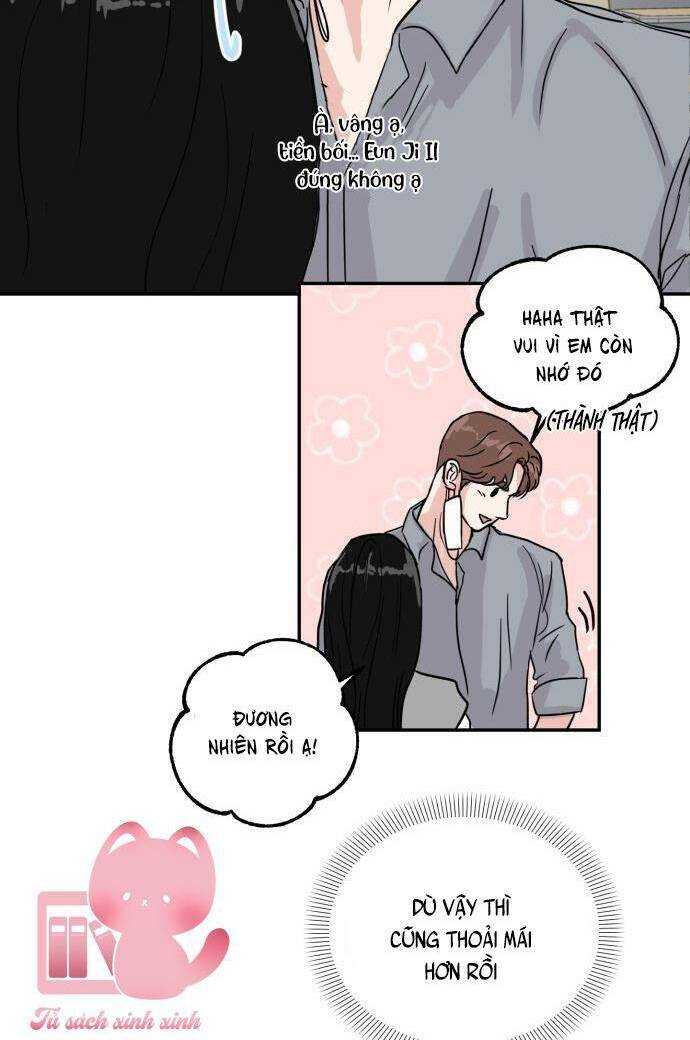 À, vâng ạ,
tiền bối... Eun Ji Il
đúng không ạ
HAHA THẬT
VUI VÌ EM CÒN
NHỚ ĐÓ
(THÀNH THẬT)
ĐƯƠNG
NHIÊN RỒI Ạ!
DÙ VẬY THÌ
CŨNG THOẢI MÁI
HƠN RỒI
Tủ sách xinh xinh